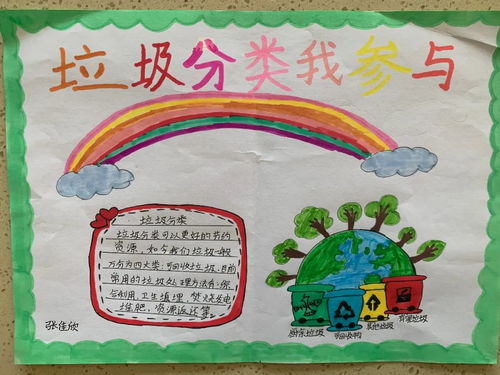 垃圾分类我参与
垃圾分类
垃圾分类可以更好的节约
资源,如今我们垃圾一般
万分为四大类:可回收垃圾.目前
常用的垃圾处理方法有:综
合利用,卫生填埋,焚烧发电
堆肥,资源返还等。
张佳欣
厨余垃圾
可回收物
其他垃圾
有害垃圾